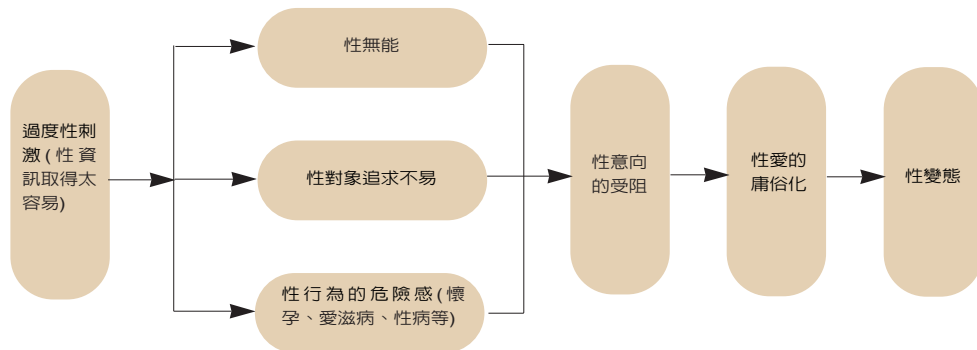 性無能
過度性刺
激(性資
訊取得太
容易)
性對象追求不易
性意向
的受阻
性愛的
庸俗化
性變態
性行為的危險感(懷
孕、愛滋病、性病等)